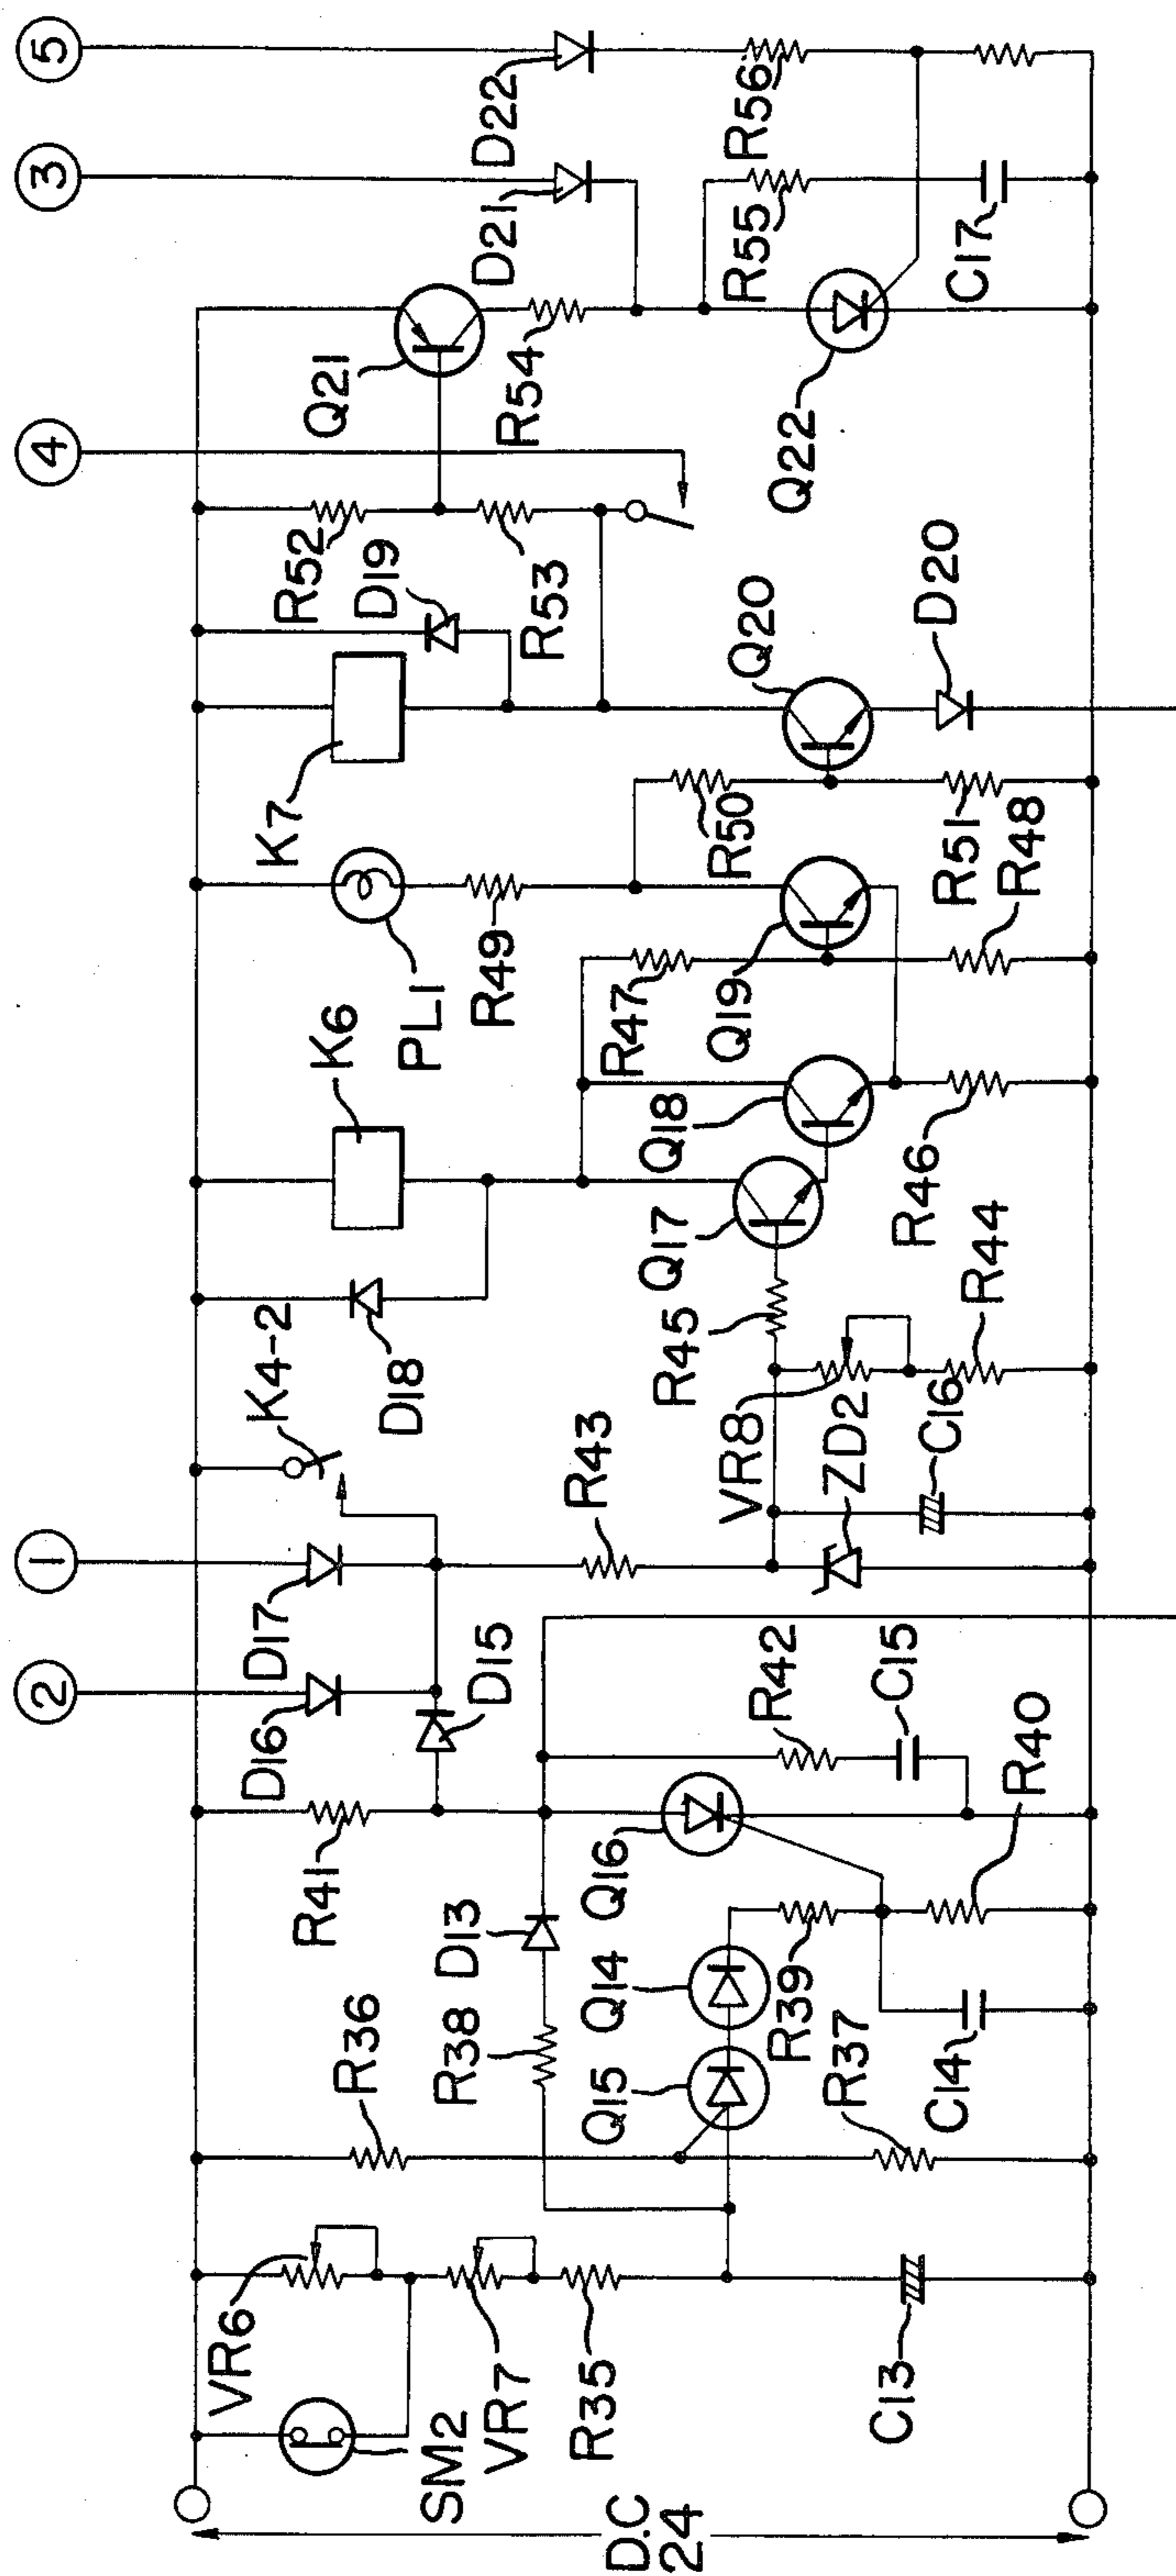 5
3
4
1
2
D22
R56
D21
R55
C17
Q21
R54
Q22
R52
D19
R53
Q20
D20
K7
R50
R51
R48
PL1
R49
R47
Q19
K6
Q18
Q17
R46
R44
K4-2
D18
R45
VR8
ZD2
C16
R43
D17
D16
D15
R42
C15
R40
R41
D13
Q16
Q14
R39
R36
R38
Q15
R37
C14
VR6
SM2
VR7
R35
C13
D.C
24